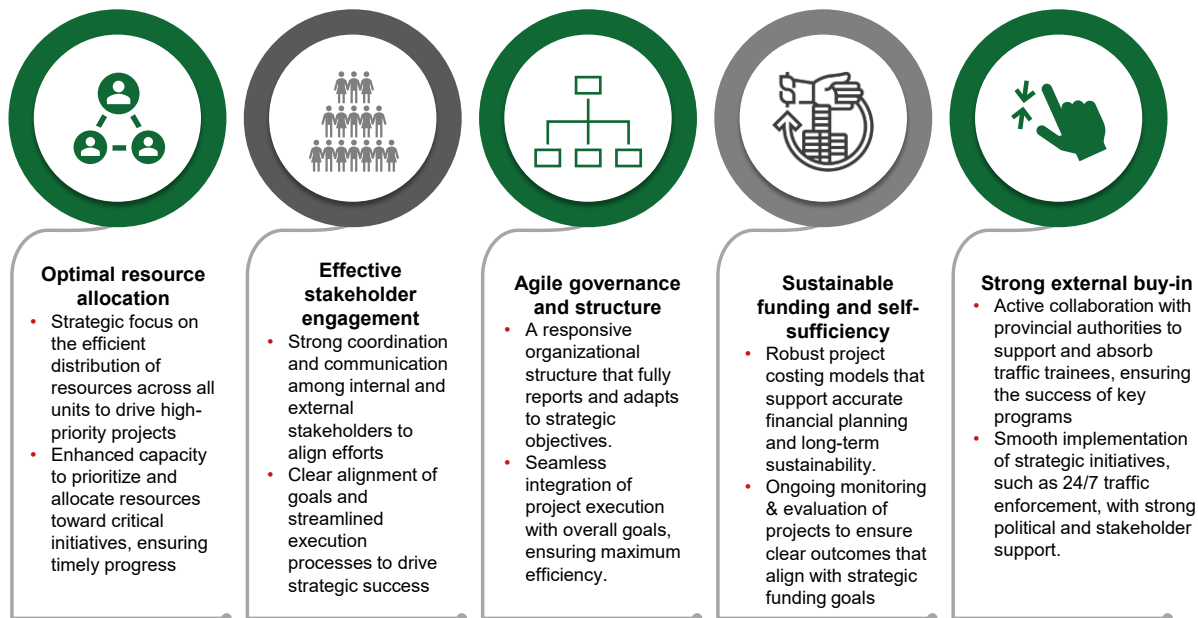 Optimal resource
allocation
• Strategic focus on
the efficient
distribution of
resources across all
units to drive high-
priority projects
• Enhanced capacity
to prioritize and
allocate resources
toward critical
initiatives, ensuring
timely progress
Effective
stakeholder
engagement
• Strong coordination
and communication
among internal and
external
stakeholders to
align efforts
• Clear alignment of
goals and
streamlined
execution
processes to drive
strategic success
Agile governance
and structure
• A responsive
organizational
structure that fully
reports and adapts
to strategic
objectives.
• Seamless
integration of
project execution
with overall goals,
ensuring maximum
efficiency.
Sustainable
funding and self-
sufficiency
• Robust project
costing models that
support accurate
financial planning
and long-term
sustainability.
• Ongoing monitoring
& evaluation of
projects to ensure
clear outcomes that
align with strategic
funding goals
Strong external buy-in
• Active collaboration with
provincial authorities to
support and absorb
traffic trainees, ensuring
the success of key
programs
• Smooth implementation
of strategic initiatives,
such as 24/7 traffic
enforcement, with strong
political and stakeholder
support.